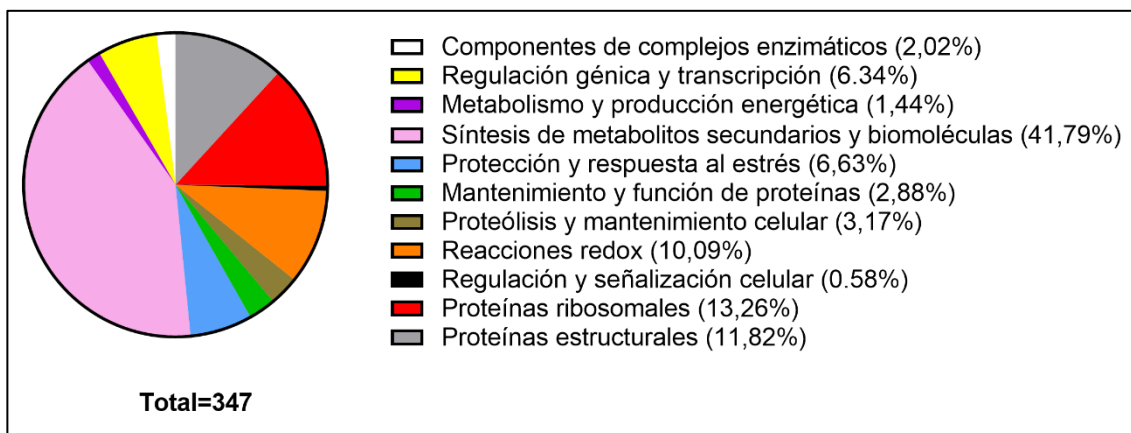 Componentes de complejos enzimáticos (2,02%)
Regulación génica y transcripción (6.34%)
Metabolismo y producción energética (1,44%)
Síntesis de metabolitos secundarios y biomoléculas (41,79%)
Protección y respuesta al estrés (6,63%)
Mantenimiento y función de proteínas (2,88%)
Proteólisis y mantenimiento celular (3,17%)
Reacciones redox (10,09%)
Regulación y señalización celular (0.58%)
Proteínas ribosomales (13,26%)
Proteínas estructurales (11,82%)
Total=347